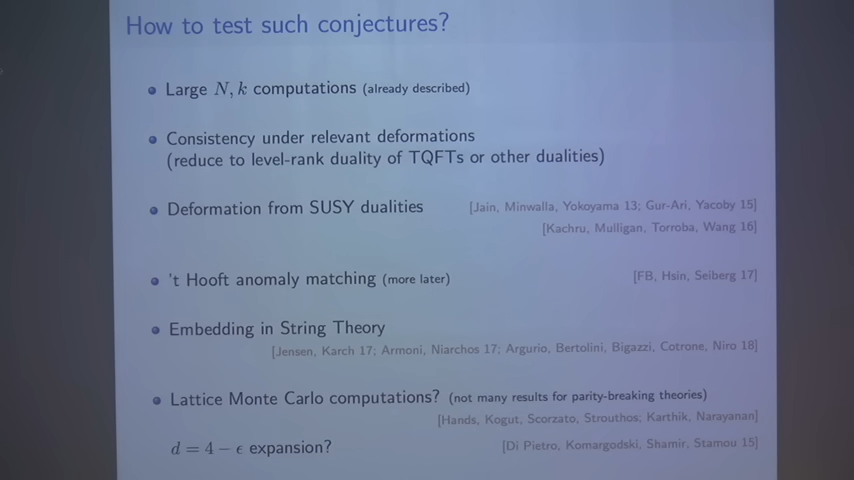 How to test such conjectures?
Large N, k computations (already described)
Consistency under relevant deformations
(reduce to level-rank duality of TQFTs or other dualities)
Deformation from SUSY dualities [Jain, Minwalla, Yokoyama 13; Gur-Ari, Yacoby 15]
[Kachru, Mulligan, Torroba, Wang 16]
't Hooft anomaly matching (more later) [FB, Hsin, Seiberg 17]
Embedding in String Theory
[Jensen, Karch 17; Armoni, Niarchos 17; Argurio, Bertolini, Bigazzi, Cotrone, Niro 18]
Lattice Monte Carlo computations? (not many results for parity-breaking theories)
[Hands, Kogut, Scorzato, Strouthos; Karthik, Narayanan]
d = 4 − ϵ expansion? [Di Pietro, Komargodski, Shamir, Stamou 15]